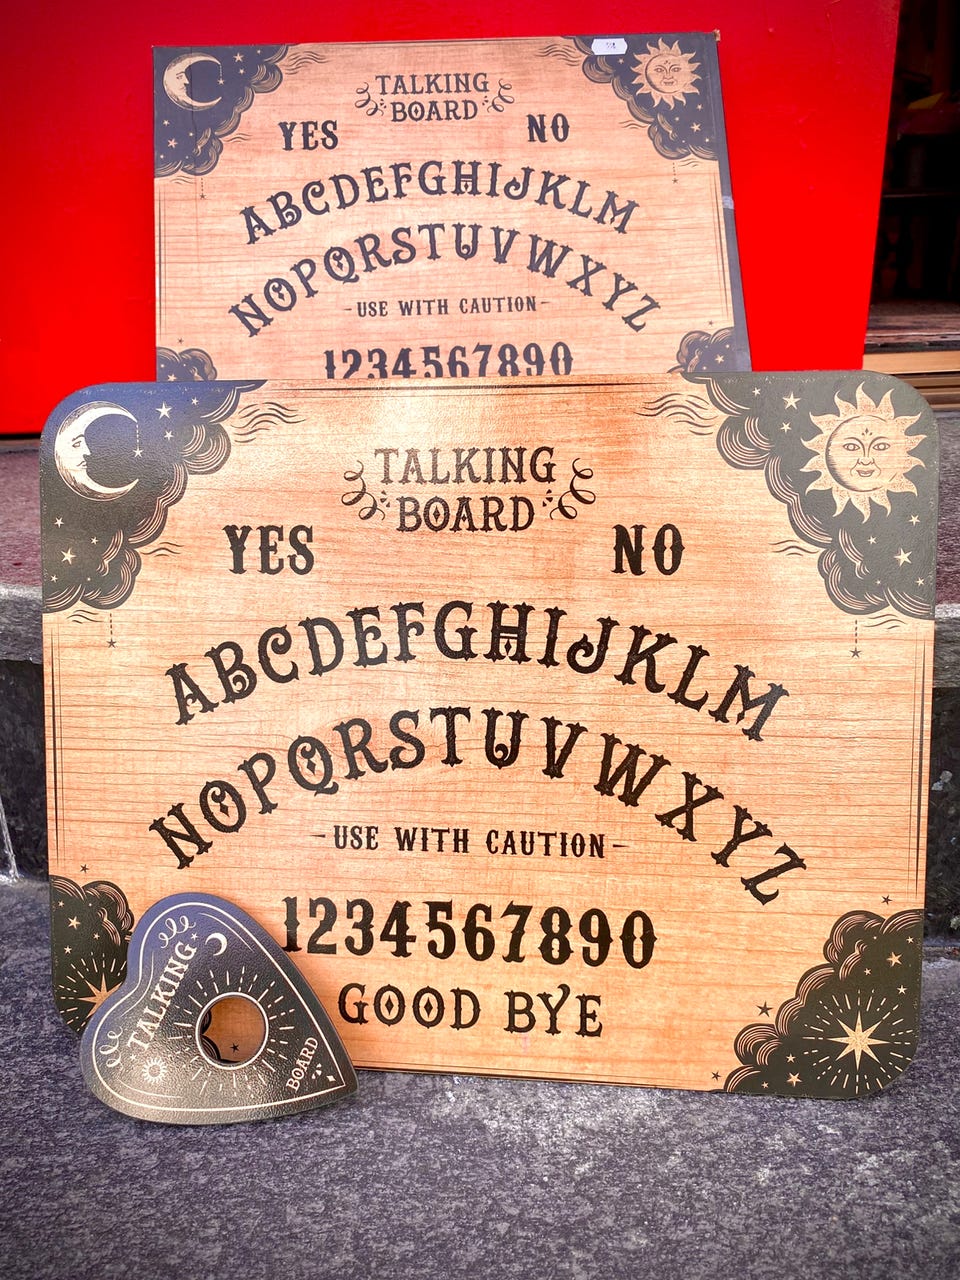 TALKING
BOARD
YES NO
ABCDEFGHIJKLM
NOPQRSTUVWXYZ
-USE WITH CAUTION-
1234567890
TALKING
BOARD
YES NO
ABCDEFGHIJKLM
NOPQRSTUVWXYZ
-USE WITH CAUTION-
1234567890
GOOD BYE
TALKING
BOARD